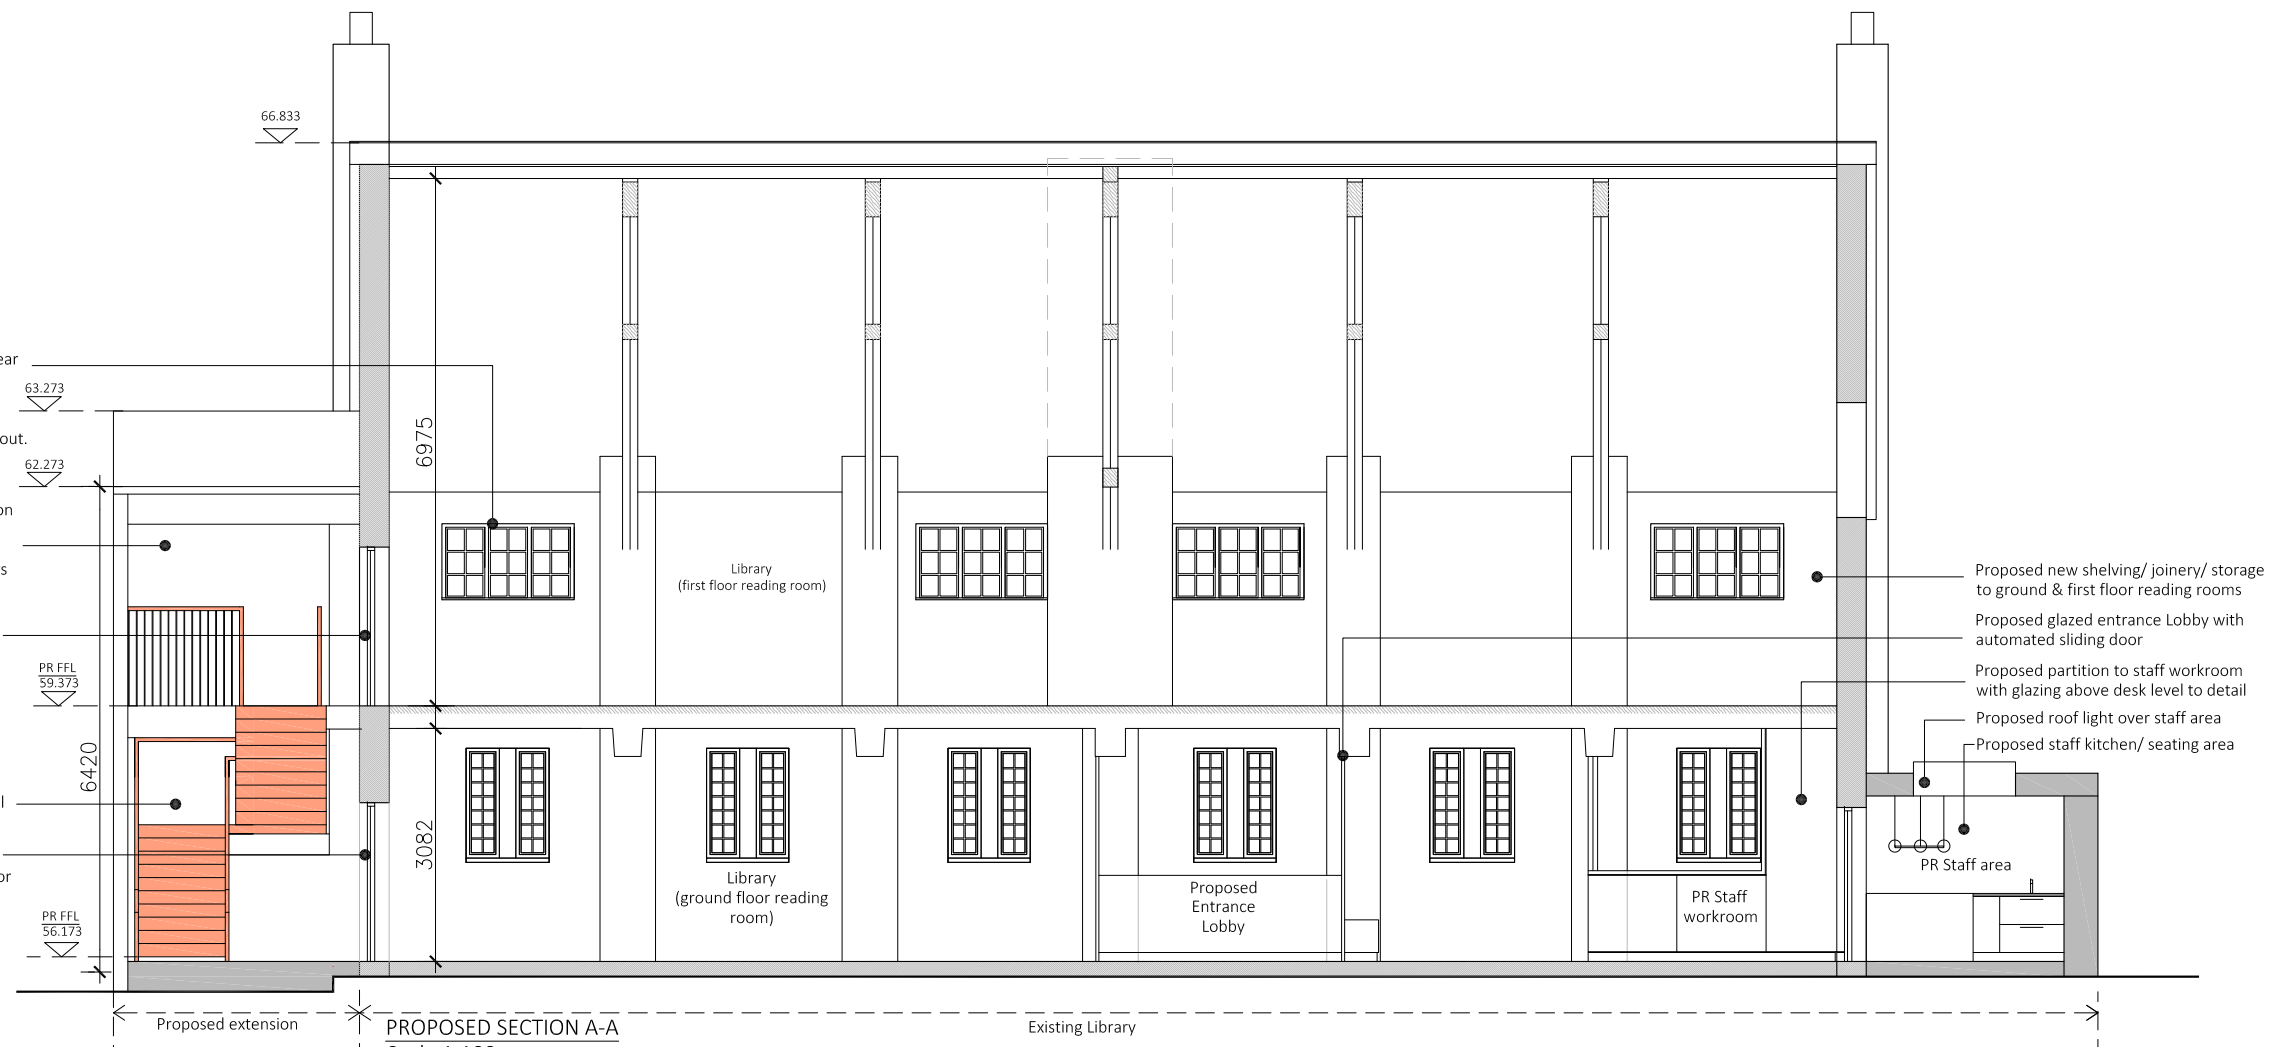 66.833
ear
63.273
out.
62.273
on
rs
PR FFL
59.373
6420
l
or
PR FFL
56.173
6975
3082
Library
(first floor reading room)
Library
(ground floor reading
room)
Proposed
Entrance
Lobby
PR Staff
workroom
PR Staff area
Proposed new shelving/ joinery/ storage
to ground & first floor reading rooms
Proposed glazed entrance Lobby with
automated sliding door
Proposed partition to staff workroom
with glazing above desk level to detail
Proposed roof light over staff area
Proposed staff kitchen/ seating area
Proposed extension
PROPOSED SECTION A-A
Existing Library